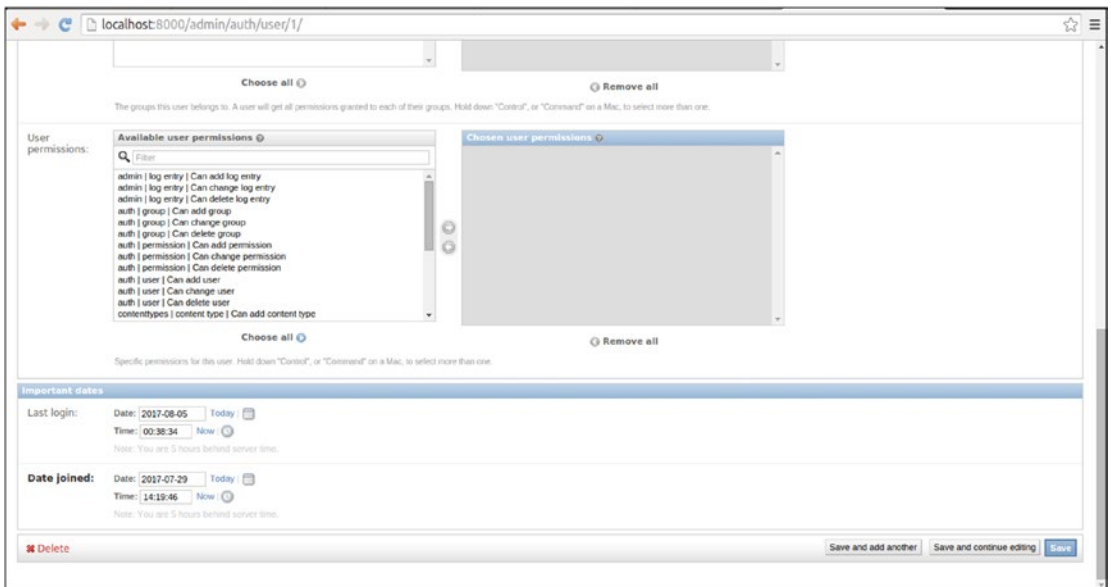 localhost:8000/admin/auth/user/1/
Choose all
Remove all
The groups this user belongs to. A user will get all permissions granted to each of their groups. Hold down "Control", or "Command" on a Mac, to select more than one.
User permissions:
Available user permissions
Chosen user permissions
Filter
admin | log entry | Can add log entry
admin | log entry | Can change log entry
admin | log entry | Can delete log entry
auth | group | Can add group
auth | group | Can change group
auth | group | Can delete group
auth | permission | Can add permission
auth | permission | Can change permission
auth | permission | Can delete permission
auth | user | Can add user
auth | user | Can change user
auth | user | Can delete user
contenttypes | content type | Can add content type
Choose all
Remove all
Specific permissions for this user. Hold down "Control", or "Command" on a Mac, to select more than one.
Important dates
Last login:
Date: 2017-08-05 Today |
Time: 00:38:34 Now |
Note: You are 5 hours behind server time.
Date joined:
Date: 2017-07-29 Today |
Time: 14:19:46 Now |
Note: You are 5 hours behind server time.
Delete
Save and add another
Save and continue editing
Save